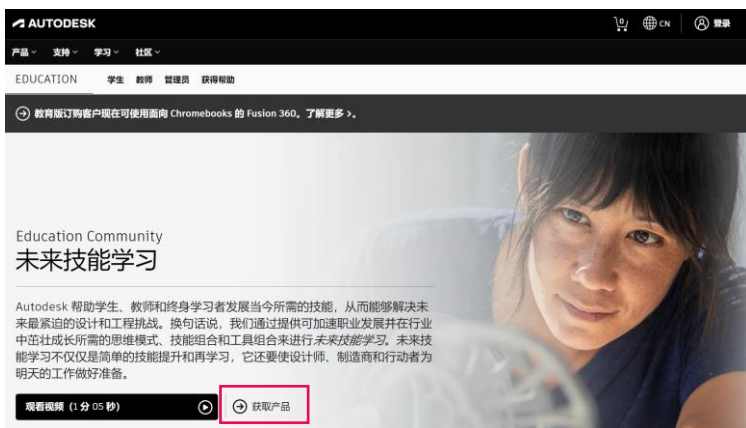 AUTODESK
0
CN
登录
产品 支持 学习 社区
EDUCATION 学生 教师 管理员 获得帮助
教育版订购客户现在可使用面向 Chromebooks 的 Fusion 360。了解更多 >。
Education Community
未来技能学习
Autodesk 帮助学生、教师和终身学习者发展当今所需的技能，从而能够解决未
来最紧迫的设计和工程挑战。换句话说，我们通过提供可加速职业发展并在行业
中茁壮成长所需的思维模式、技能组合和工具组合来进行未来技能学习。未来技
能学习不仅仅是简单的技能提升和再学习，它还要使设计师、制造商和行动者为
明天的工作做好准备。
观看视频（1 分 05 秒） 获取产品